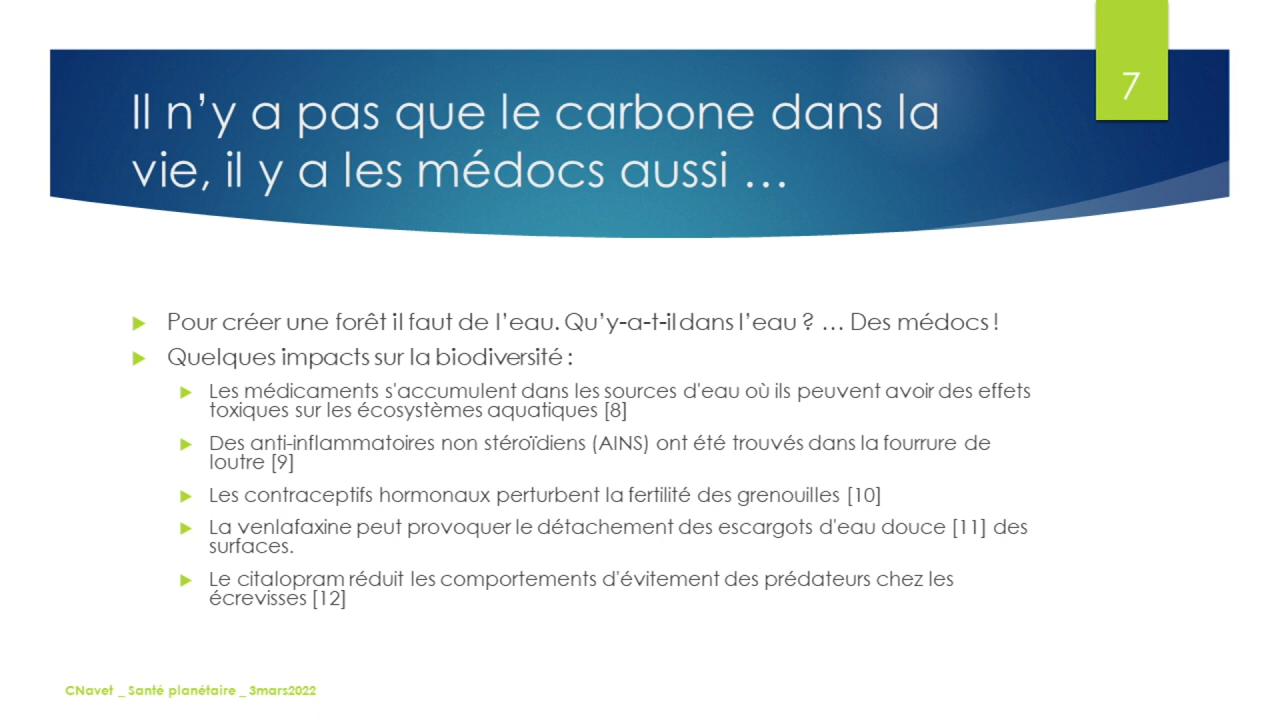 7
Il n’y a pas que le carbone dans la
vie, il y a les médocs aussi …
Pour créer une forêt il faut de l’eau. Qu’y-a-t-il dans l’eau ? … Des médocs !
Quelques impacts sur la biodiversité :
Les médicaments s'accumulent dans les sources d'eau où ils peuvent avoir des effets
toxiques sur les écosystèmes aquatiques [8]
Des anti-inflammatoires non stéroïdiens (AINS) ont été trouvés dans la fourrure de
loutre [9]
Les contraceptifs hormonaux perturbent la fertilité des grenouilles [10]
La venlafaxine peut provoquer le détachement des escargots d'eau douce [11] des
surfaces.
Le citalopram réduit les comportements d'évitement des prédateurs chez les
écrevisses [12]
CNavet _ Santé planétaire _ 3mars2022